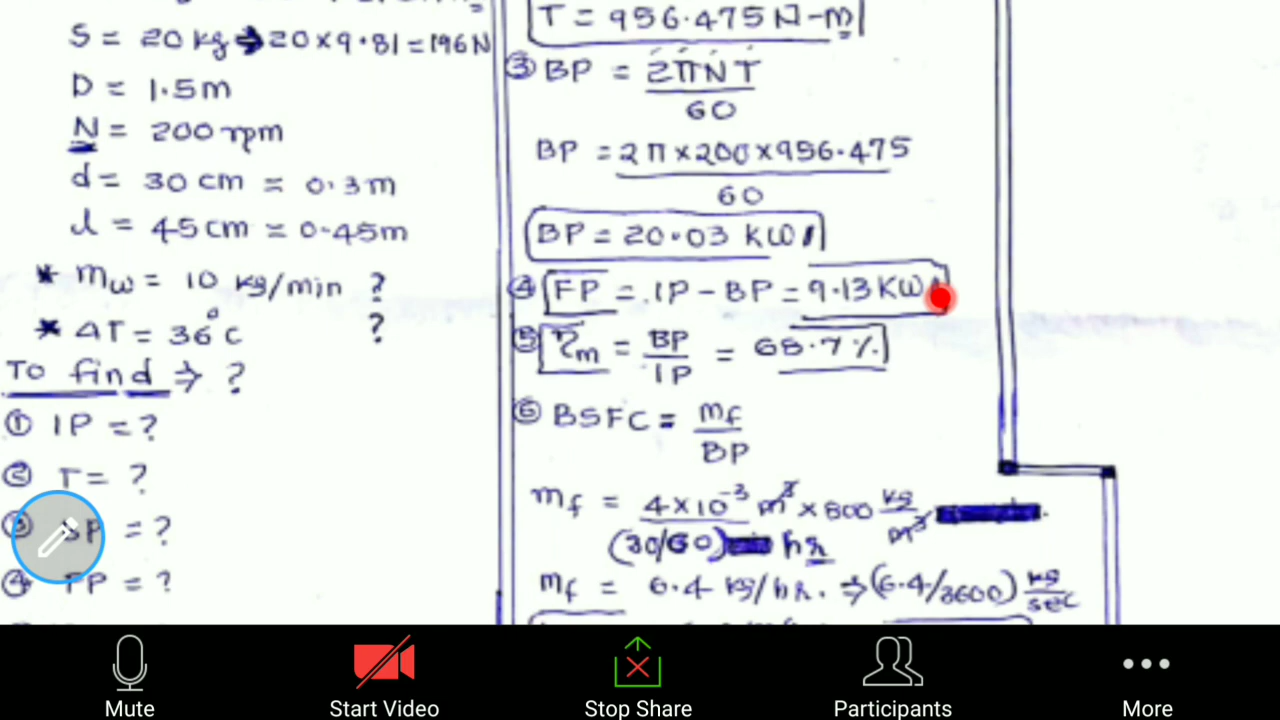 S = 20 kg → 20 × 9.81 = 196 N
D = 1.5 m
N = 200 rpm
d = 30 cm = 0.3 m
l = 45 cm = 0.45 m
* mω = 10 kg/min ?
* ΔT = 36°C ?
To find ⇒ ?
① IP = ?
② T = ?
③ BP = ?
④ FP = ?
T = 956.475 N-m
③ BP = 2πNT
60
BP = 2π×200×956.475
60
BP = 20.03 KW
④ FP = IP - BP = 9.13 KW
⑤ ηm = BP = 68.7 %
IP
⑥ BSFC = mf
BP
mf = 4×10⁻³ m³ × 800 kg
(30/60) hr m³
mf = 6.4 kg/hr. ⇒ (6.4/3600) kg
sec
Mute
Start Video
Stop Share
Participants
More